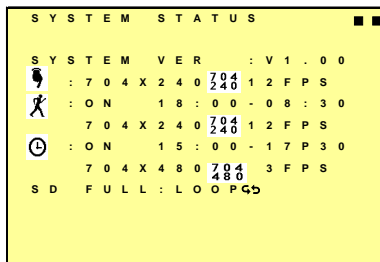 SYSTEM STATUS
SYSTEM VER :V1.00
:704X240 704 240 12FPS
:ON 18:00-08:30
704X240 704 240 12FPS
:ON 15:00-17P30
704X480 704 480 3FPS
SD FULL:LOOP